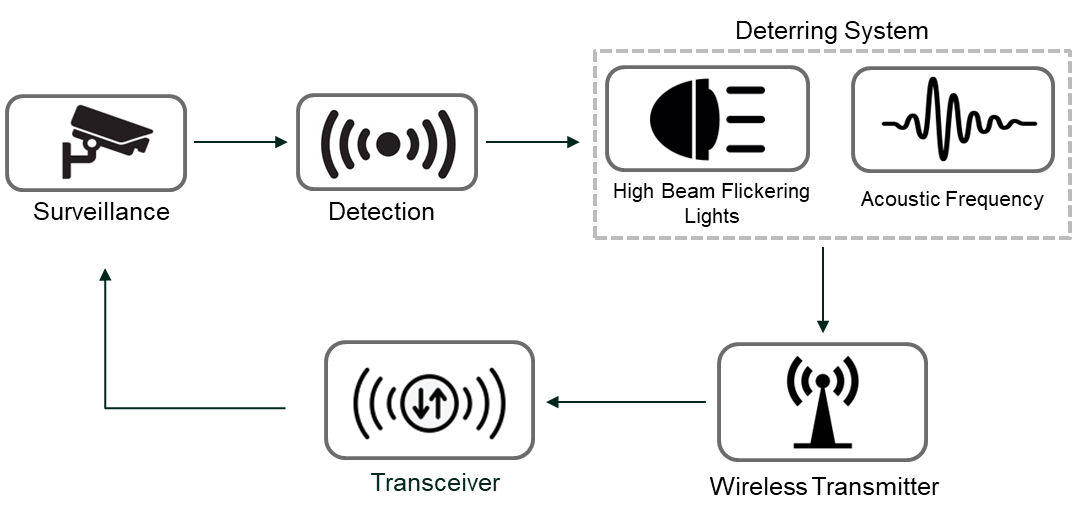 Deterring System
Surveillance
Detection
High Beam Flickering
Lights
Acoustic Frequency
Transceiver
Wireless Transmitter